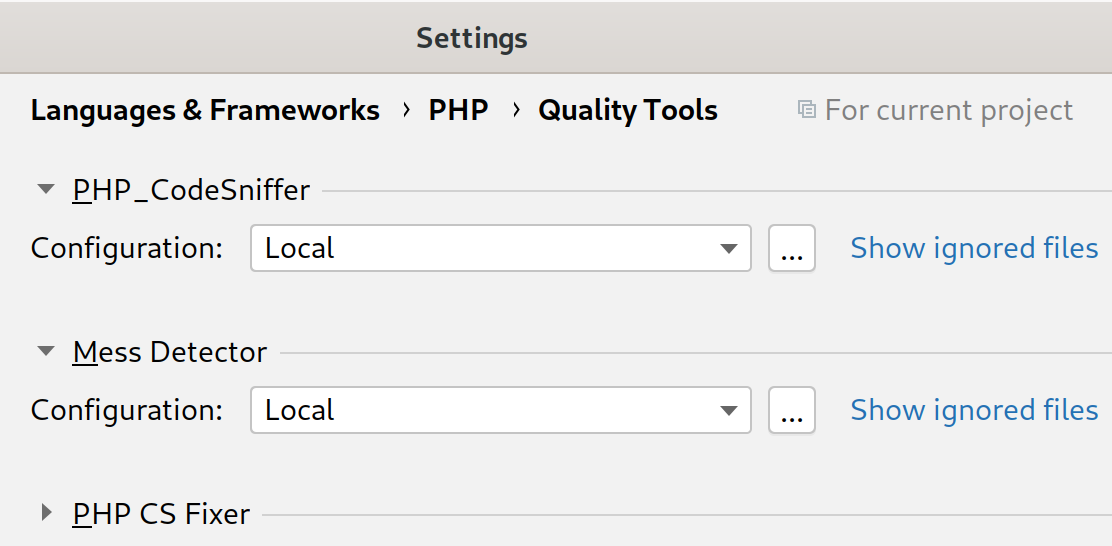 Settings
Languages & Frameworks › PHP › Quality Tools For current project
PHP_CodeSniffer
Configuration: Local ... Show ignored files
Mess Detector
Configuration: Local ... Show ignored files
PHP CS Fixer